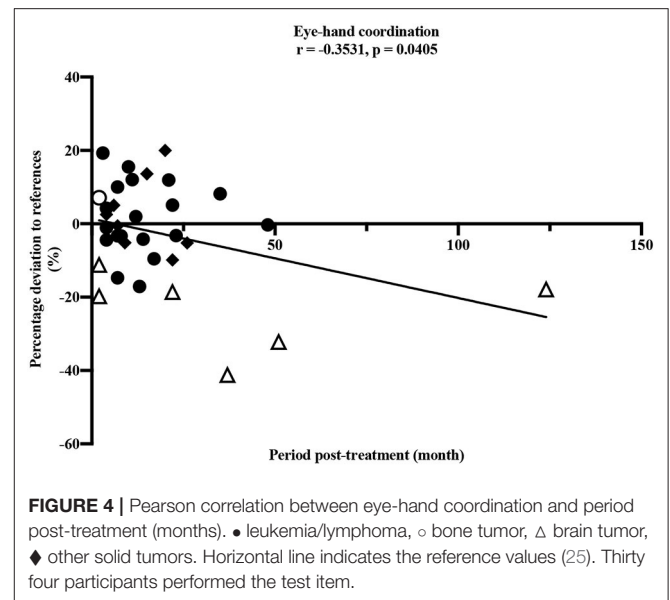 Eye-hand coordination
r = -0.3531, p = 0.0405
40
20
0
-20
-40
-60
50
100
150
Percentage deviation to references
(%)
Period post-treatment (month)
FIGURE 4 | Pearson correlation between eye-hand coordination and period
post-treatment (months). ● leukemia/lymphoma, ○ bone tumor, △ brain tumor,
◆ other solid tumors. Horizontal line indicates the reference values (25). Thirty
four participants performed the test item.